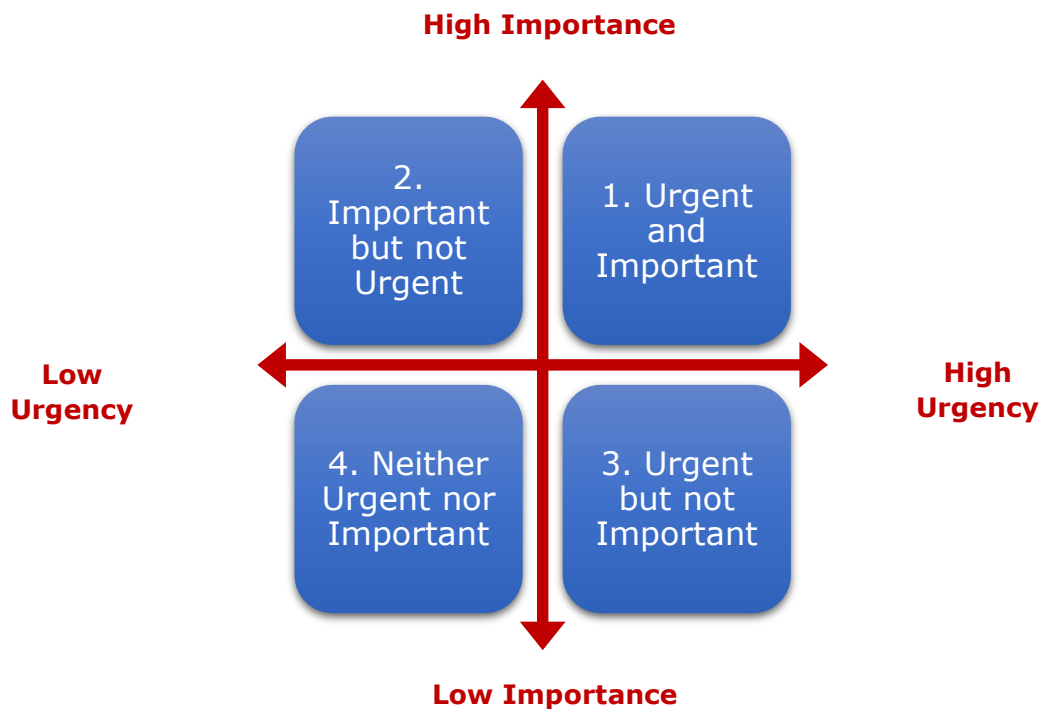 High Importance
2.
Important
but not
Urgent
1. Urgent
and
Important
Low
Urgency
High
Urgency
4. Neither
Urgent nor
Important
3. Urgent
but not
Important
Low Importance